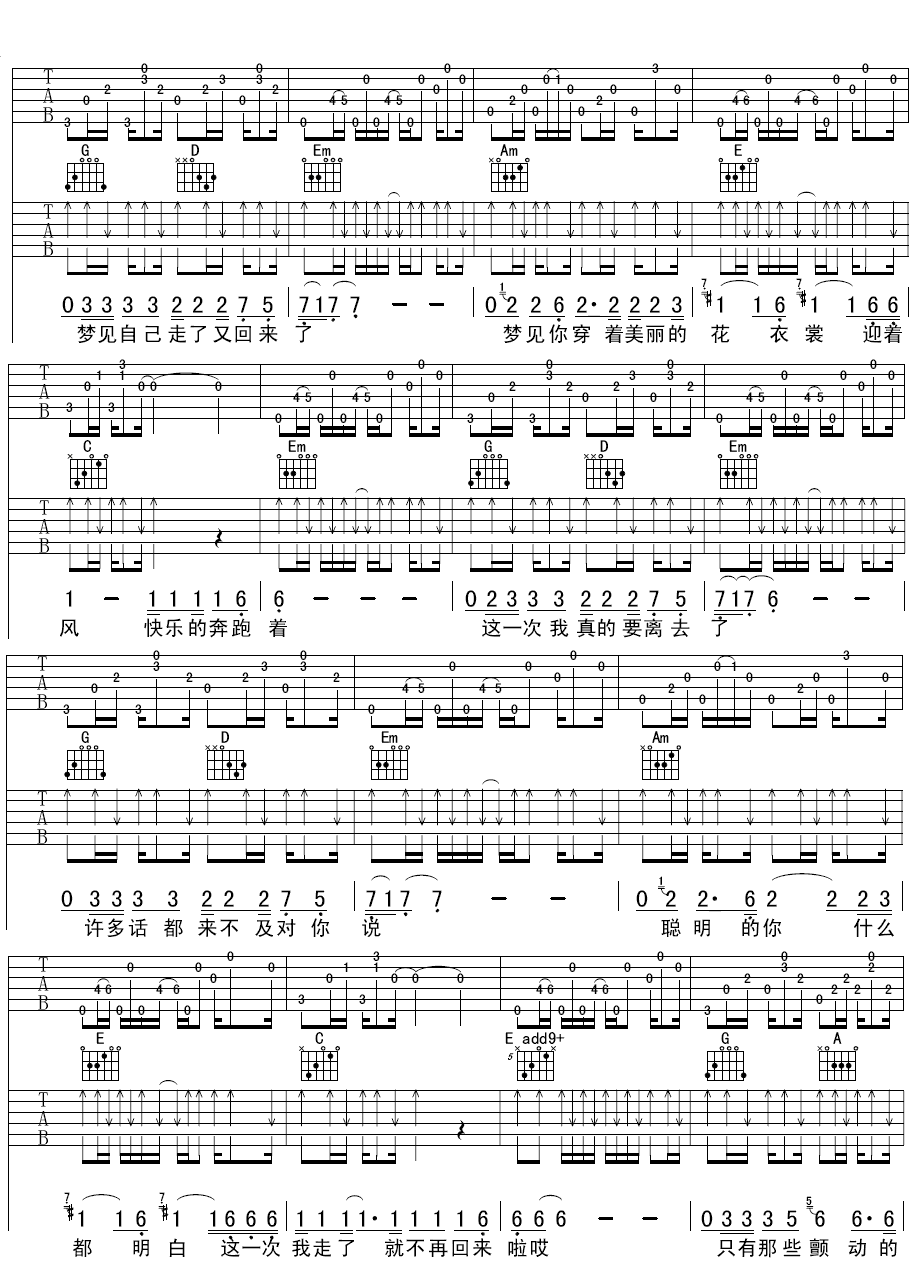 G D Em Am E
0 3 3 3 3 2 2 2 7 5 7 1 7 7 — — 0 2 2 6 2· 2 2 2 3 #1 1 6 #1 1 6 6
梦见自己走了又回来 了 梦见你穿 着美丽的 花 衣 裳 迎着
C Em G D Em
1 — 1 1 1 1 6 6 — — — 0 2 3 3 3 2 2 2 7 5 7 1 7 6 — —
风 快乐的奔跑 着 这一次 我 真的 要离 去 了
G D Em Am
0 3 3 3 3 2 2 2 7 5 7 1 7 7 — — 0 2 2· 6 2 2 2 3
许多话 都 来不 及对 你 说 聪 明 的你 什么
E C E add9+ G A
#1 1 6 #1 1 6 6 6 1 1 1 1· 1 1 1 6 6 6 6 — — 0 3 3 3 5 6 6· 6
都 明 白 这一次 我走了 就不再回来 啦哎 只有那些颤 动的